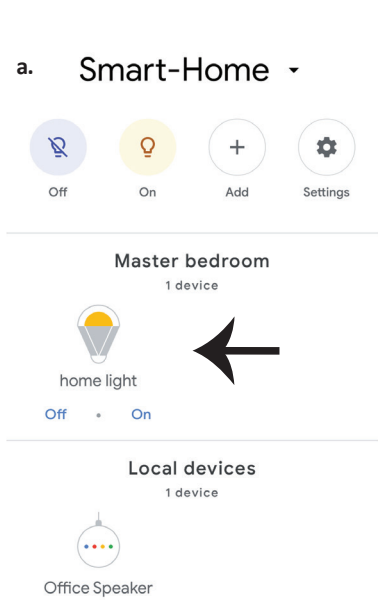 a. Smart-Home
Off On Add Settings
Master bedroom
1 device
home light
Off • On
Local devices
1 device
Office Speaker